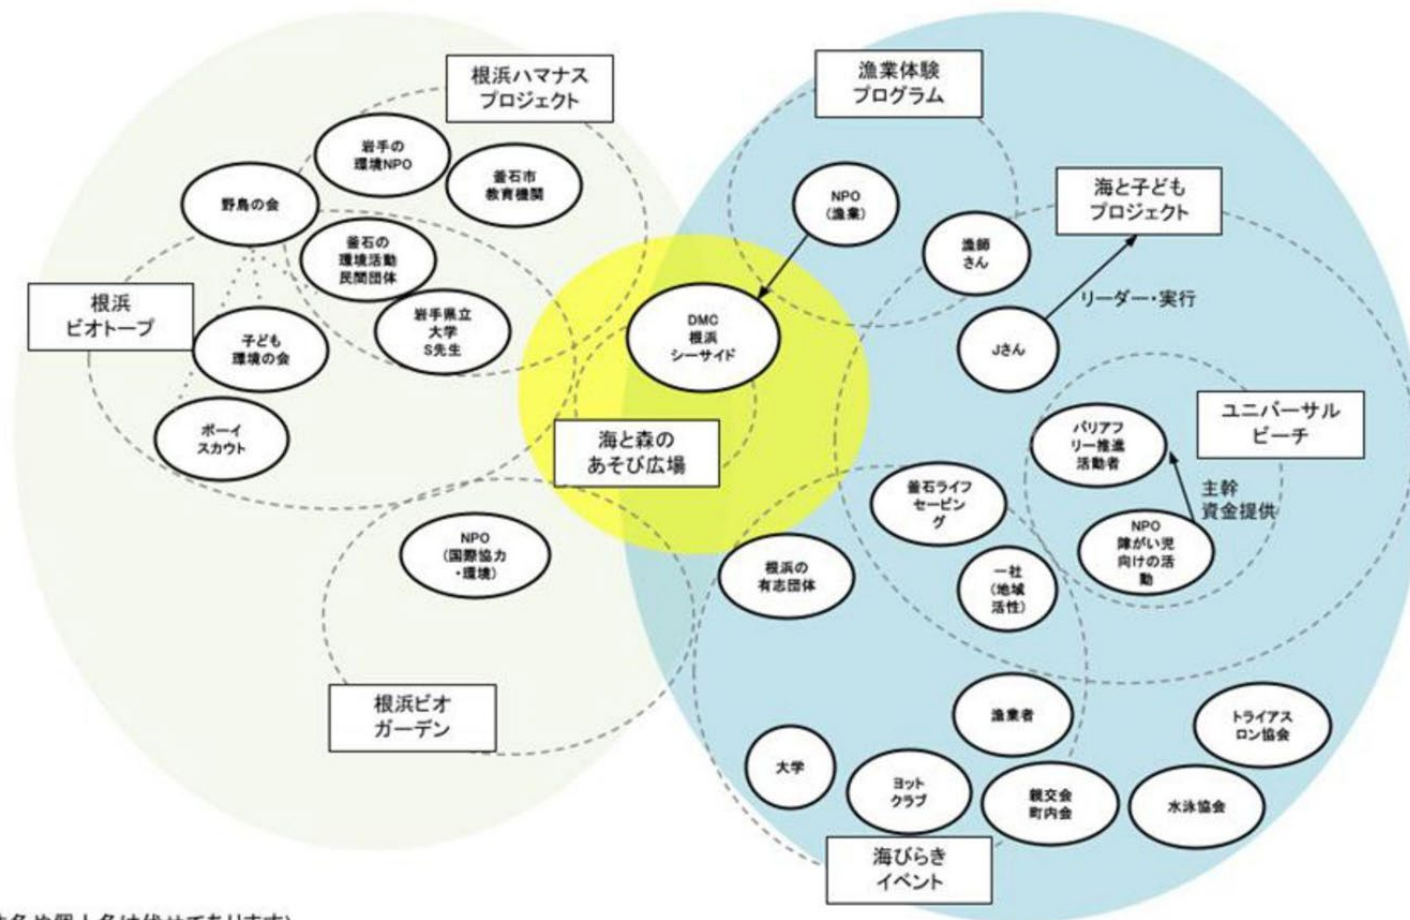 根浜ハマナス
プロジェクト
漁業体験
プログラム
岩手の
環境NPO
釜石市
教育機関
野鳥の会
NPO
(漁業)
海と子ども
プロジェクト
釜石の
環境活動
民間団体
漁師
さん
根浜
ビオトープ
リーダー・実行
岩手県立
大学
S先生
DMC
根浜
シーサイド
子ども
環境の会
Jさん
ボーイ
スカウト
海と森の
あそび広場
バリアフ
リー推進
活動者
ユニバーサル
ビーチ
釜石ライフ
セービン
グ
主幹
資金提供
NPO
(国際協力
・環境)
NPO
障がい児
向けの活
動
根浜の
有志団体
一社
(地域
活性)
根浜ビオ
ガーデン
漁業者
トライアス
ロン協会
大学
ヨット
クラブ
親交会
町内会
水泳協会
海びらき
イベント